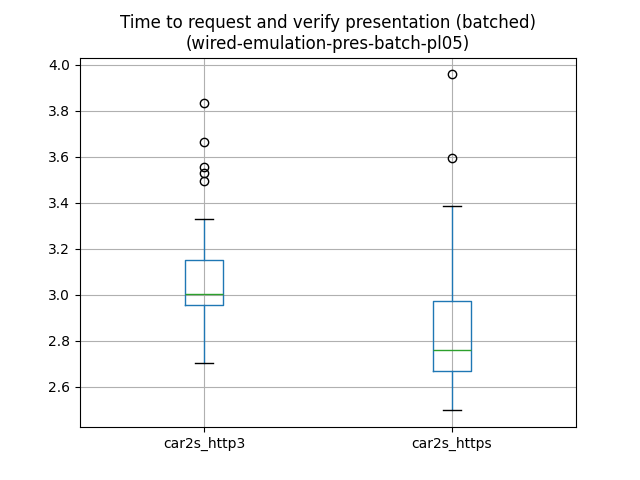 Time to request and verify presentation (batched)
(wired-emulation-pres-batch-pl05)
4.0
3.8
3.6
3.4
3.2
3.0
2.8
2.6
car2s_http3
car2s_https